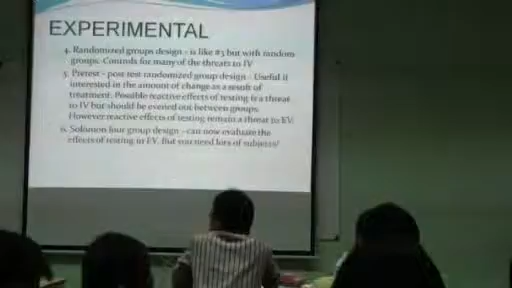 EXPERIMENTAL
4. Randomized groups design - is like #3 but with random
groups. Controls for many of the threats to IV
5. Pretest - post test randomized group design - Useful if
interested in the amount of change as a result of
treatment. Possible reactive effects of testing is a threat
to IV but should be evened out between groups.
However reactive effects of testing remain a threat to EV.
6. Solomon four group design - can now evaluate the
effects of testing in EV. But you need lots of subjects!